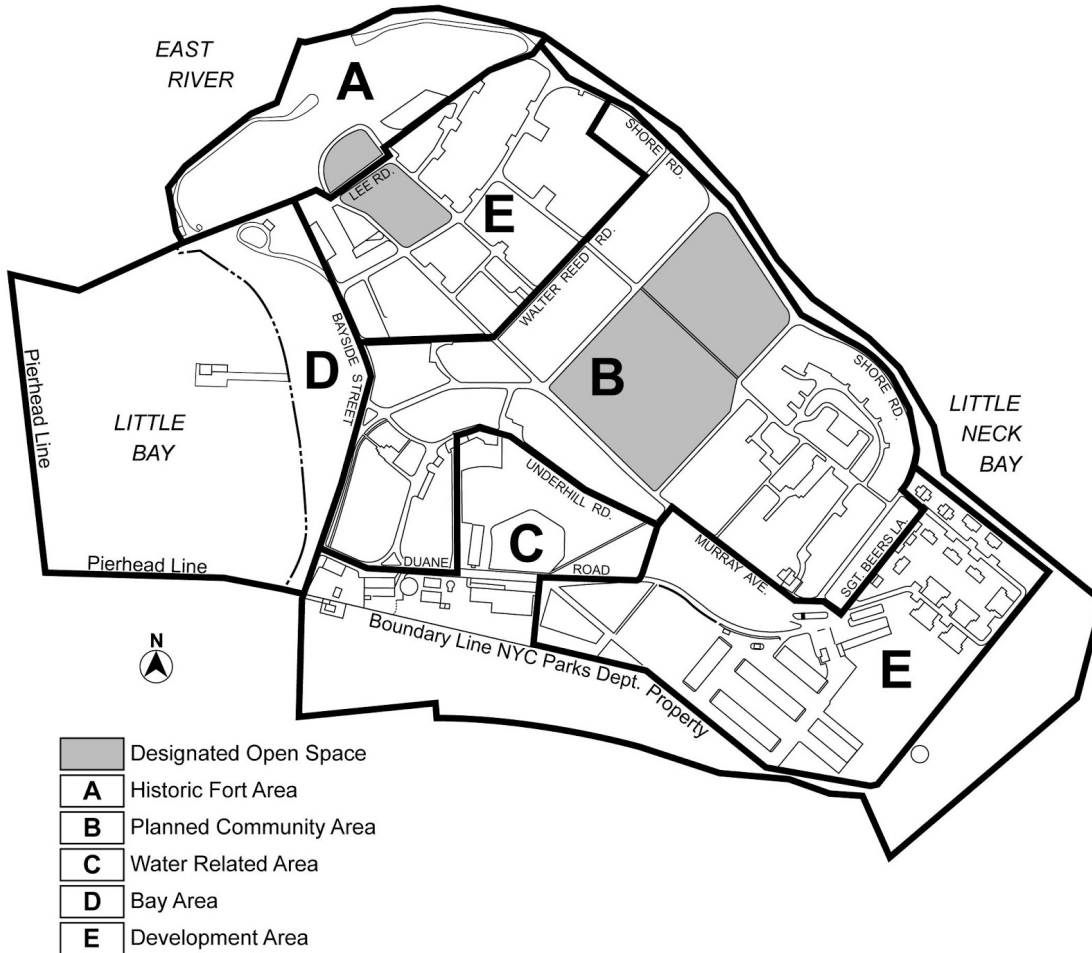 EAST
RIVER
A
SHORE RD.
LEE RD.
E
WALTER REED RD.
BAYSIDE STREET
D
B
SHORE RD.
Pierhead Line
LITTLE
BAY
LITTLE
NECK
BAY
UNDERHILL RD.
C
Pierhead Line
DUANE ROAD
MURRAY AVE.
SGT. BEERS LA.
Boundary Line NYC Parks Dept. Property
E
N
Designated Open Space
A Historic Fort Area
B Planned Community Area
C Water Related Area
D Bay Area
E Development Area